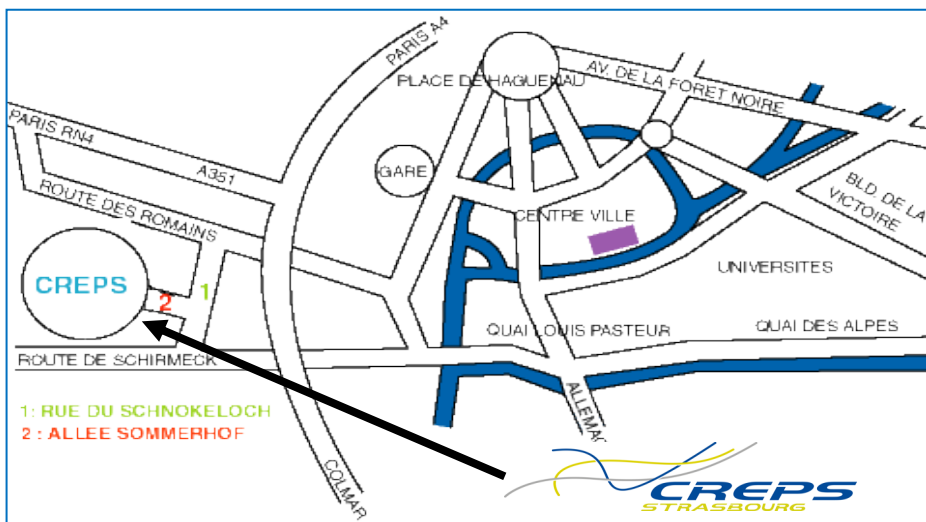 PARIS A4
PLACE DE HAGUENAU
AV. DE LA FORET NOIRE
PARIS RN4
A351
GARE
ROUTE DES ROMAINS
CENTRE VILLE
BLD. DE LA
VICTOIRE
CREPS
2
1
UNIVERSITES
QUAI LOUIS PASTEUR
QUAI DES ALPES
ROUTE DE SCHIRMECK
1: RUE DU SCHNOKELOCH
2 : ALLEE SOMMERHOF
ALLEMAG
COLMAR
CREPS
STRASBOURG